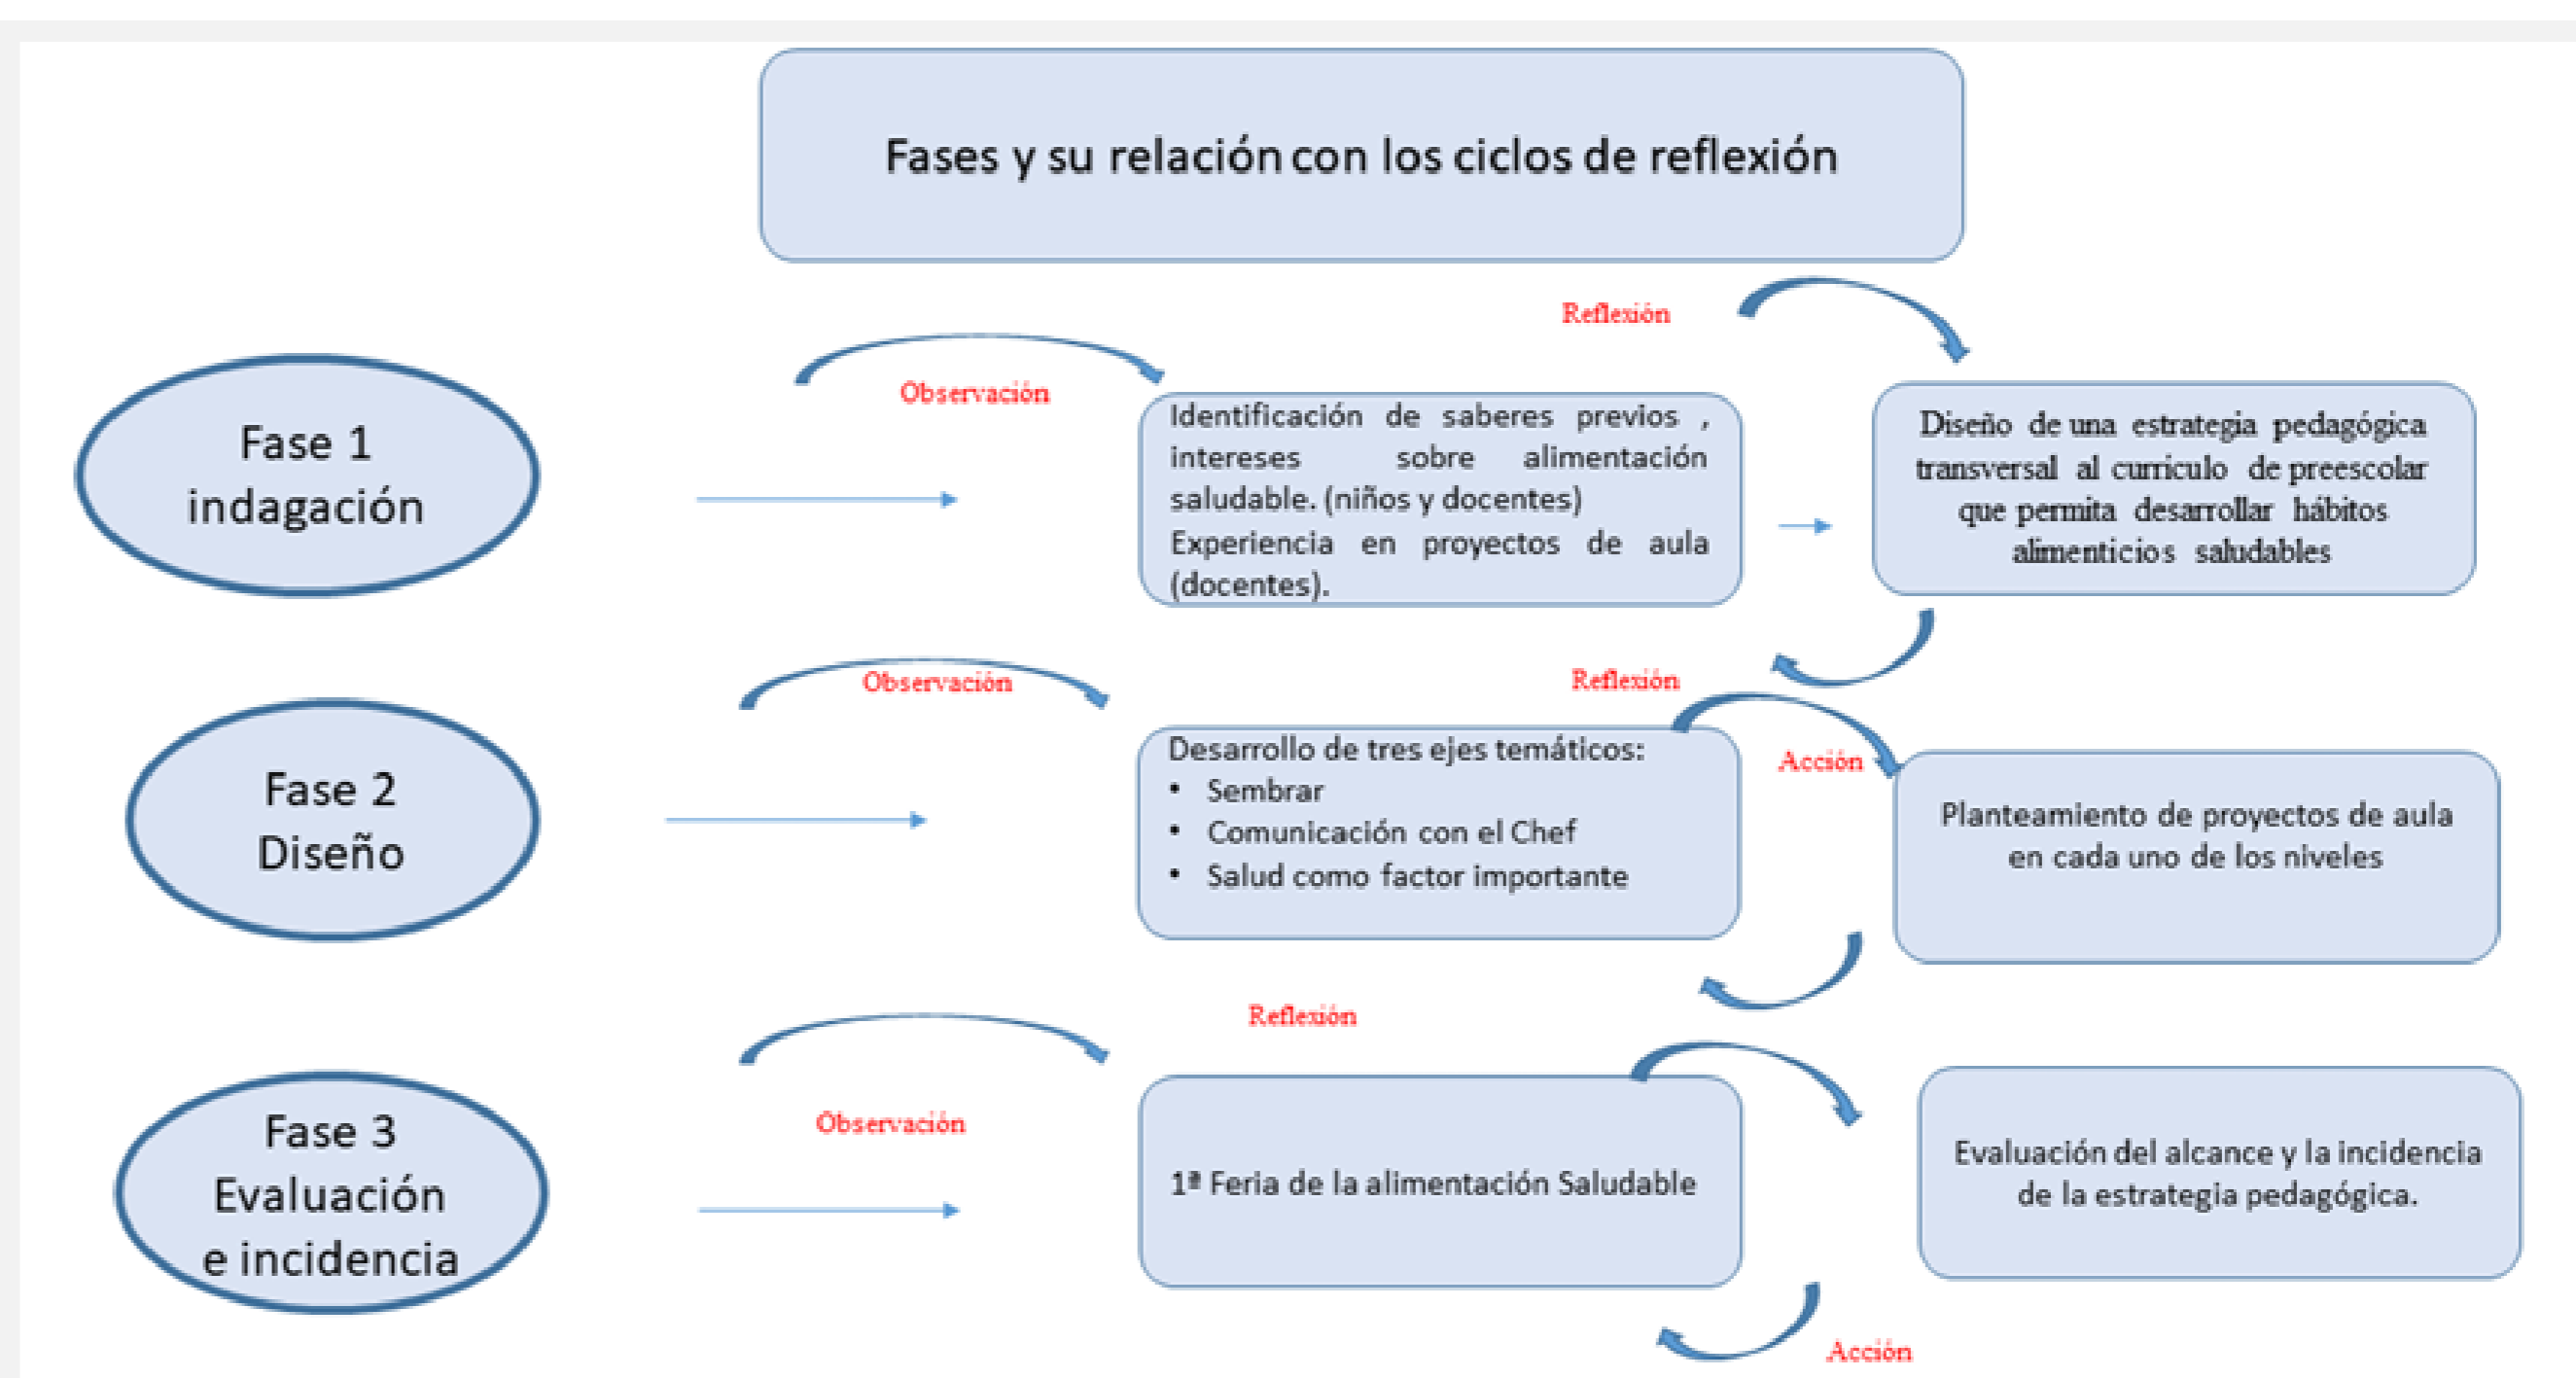 Fases y su relación con los ciclos de reflexión
Reflexión
Observación
Fase 1
indagación
Identificación de saberes previos ,
intereses sobre alimentación
saludable. (niños y docentes)
Experiencia en proyectos de aula
(docentes).
Diseño de una estrategia pedagógica
transversal al curriculo de preescolar
que permita desarrollar hábitos
alimenticios saludables
Observación
Reflexión
Acción
Fase 2
Diseño
Desarrollo de tres ejes temáticos:
• Sembrar
• Comunicación con el Chef
• Salud como factor importante
Planteamiento de proyectos de aula
en cada uno de los niveles
Reflexión
Observación
Fase 3
Evaluación
e incidencia
1ª Feria de la alimentación Saludable
Evaluación del alcance y la incidencia
de la estrategia pedagógica.
Acción